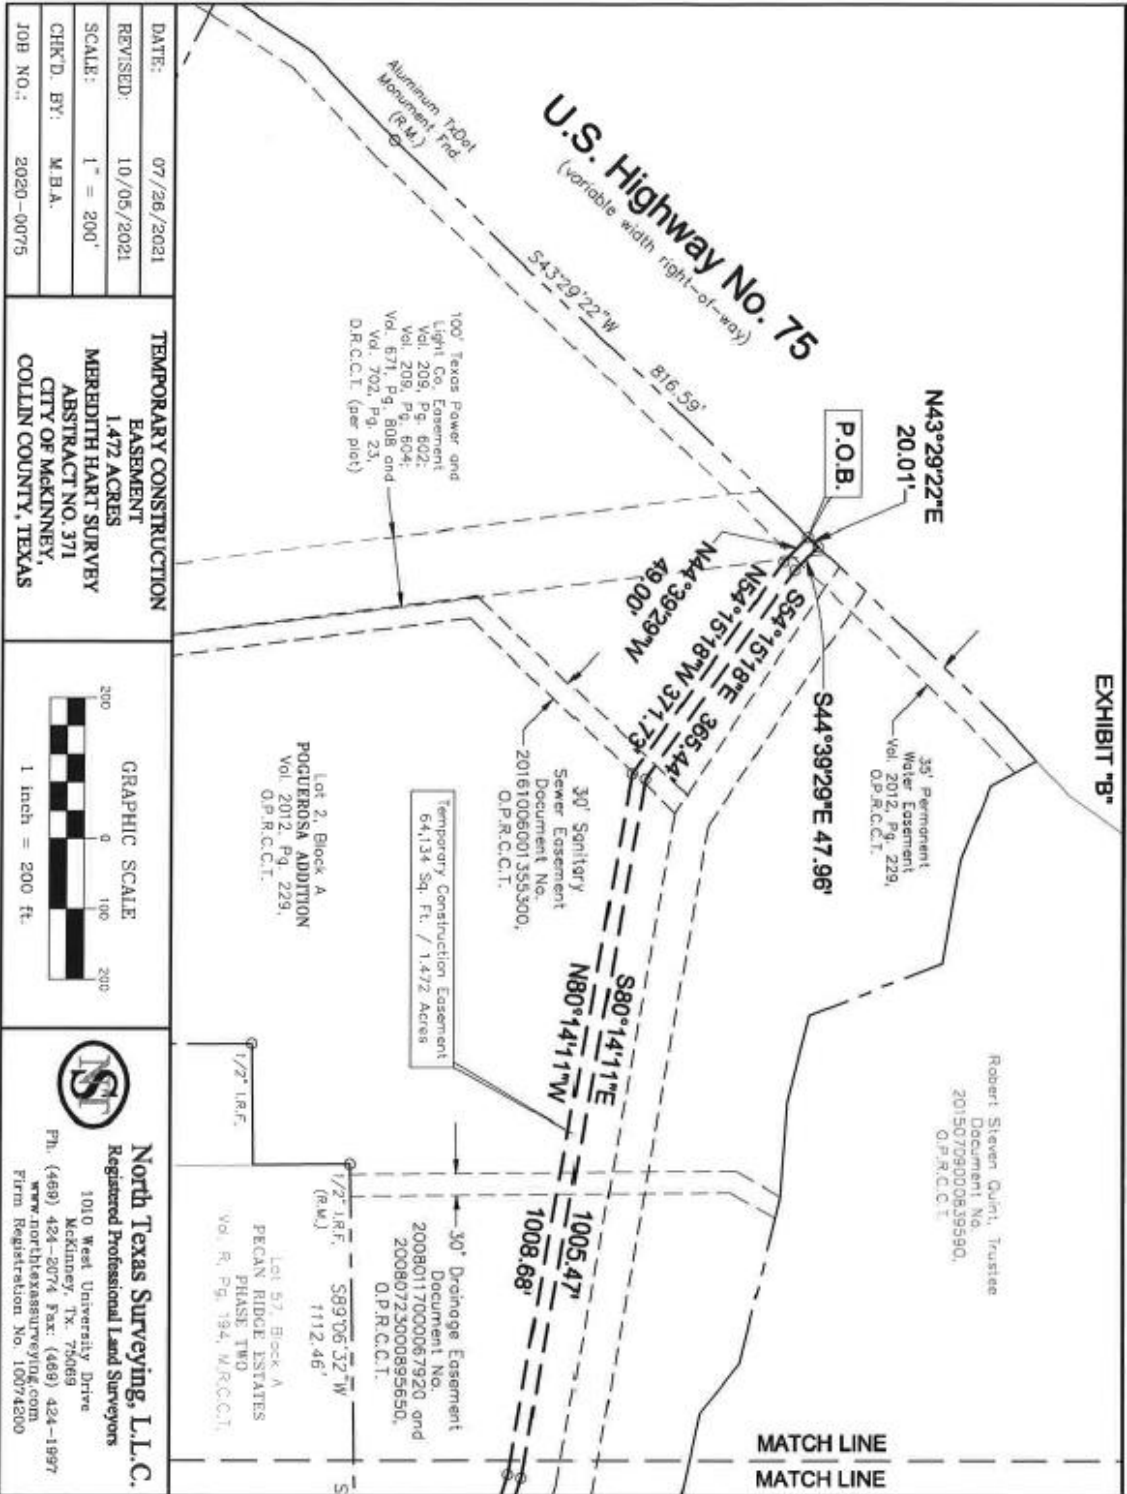 EXHIBIT "B"
U.S. Highway No. 75
(variable width right-of-way)
Aluminum TxDot
Monument Fnd.
(R.M.)
S43°29'22"W
816.59'
N43°29'22"E
20.01'
P.O.B.
S44°39'29"E 47.96'
S54°15'18"E 365.44'
N54°15'18"W 371.73'
N44°39'29"W
49.00'
35' Permanent
Water Easement
Vol. 2012, Pg. 229,
O.P.R.C.C.T.
Robert Steven Quint, Trustee
Document No.
20150709000839590,
O.P.R.C.C.T.
100' Texas Power and
Light Co. Easement
Vol. 209, Pg. 602;
Vol. 209, Pg. 604;
Vol. 671, Pg. 808 and
Vol. 702, Pg. 23,
D.R.C.C.T. (per plat)
30' Sanitary
Sewer Easement
Document No.
20161006001355300,
O.P.R.C.C.T.
S80°14'11"E
1005.47'
N80°14'11"W
1008.68'
Temporary Construction Easement
64,134 Sq. Ft. / 1.472 Acres
Lot 2, Block A
POGUEROSA ADDITION
Vol. 2012, Pg. 229,
O.P.R.C.C.T.
30' Drainage Easement
Document No.
20080117000067920 and
20080723000895650,
O.P.R.C.C.T.
1/2" I.R.F.
1/2" I.R.F.
(R.M.)
S89°06'32"W
1112.46'
S
Lot 57, Block A
PECAN RIDGE ESTATES
PHASE TWO
Vol. R, Pg. 194, M.R.C.C.T.
MATCH LINE
MATCH LINE
DATE: 07/26/2021
REVISED: 10/05/2021
SCALE: 1" = 200'
CHK'D. BY: M.B.A.
JOB NO.: 2020-0075
TEMPORARY CONSTRUCTION
EASEMENT
1.472 ACRES
MEREDITH HART SURVEY
ABSTRACT NO. 371
CITY OF McKINNEY,
COLLIN COUNTY, TEXAS
GRAPHIC SCALE
200 0 100 200
1 inch = 200 ft.
NST
North Texas Surveying, L.L.C.
Registered Professional Land Surveyors
1010 West University Drive
McKinney, Tx. 75069
Ph. (469) 424-2074 Fax: (469) 424-1997
www.northtexassurveying.com
Firm Registration No. 10074200